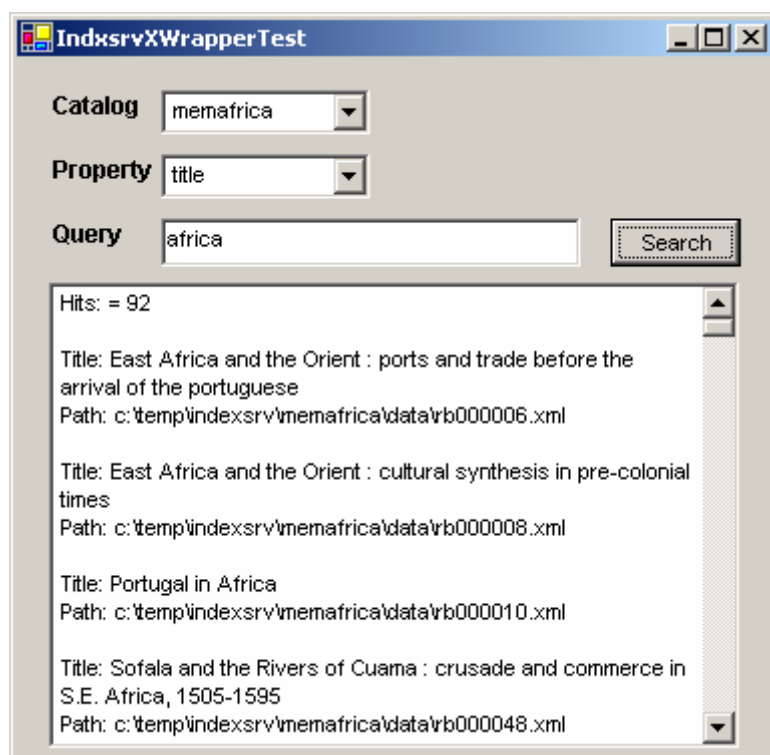 IndxsrvXWrapperTest
Catalog memafrica
Property title
Query africa Search
Hits: = 92
Title: East Africa and the Orient : ports and trade before the
arrival of the portuguese
Path: c:\temp\indexsrv\memafrica\data\rb000006.xml
Title: East Africa and the Orient : cultural synthesis in pre-colonial
times
Path: c:\temp\indexsrv\memafrica\data\rb000008.xml
Title: Portugal in Africa
Path: c:\temp\indexsrv\memafrica\data\rb000010.xml
Title: Sofala and the Rivers of Cuama : crusade and commerce in
S.E. Africa, 1505-1595
Path: c:\temp\indexsrv\memafrica\data\rb000048.xml